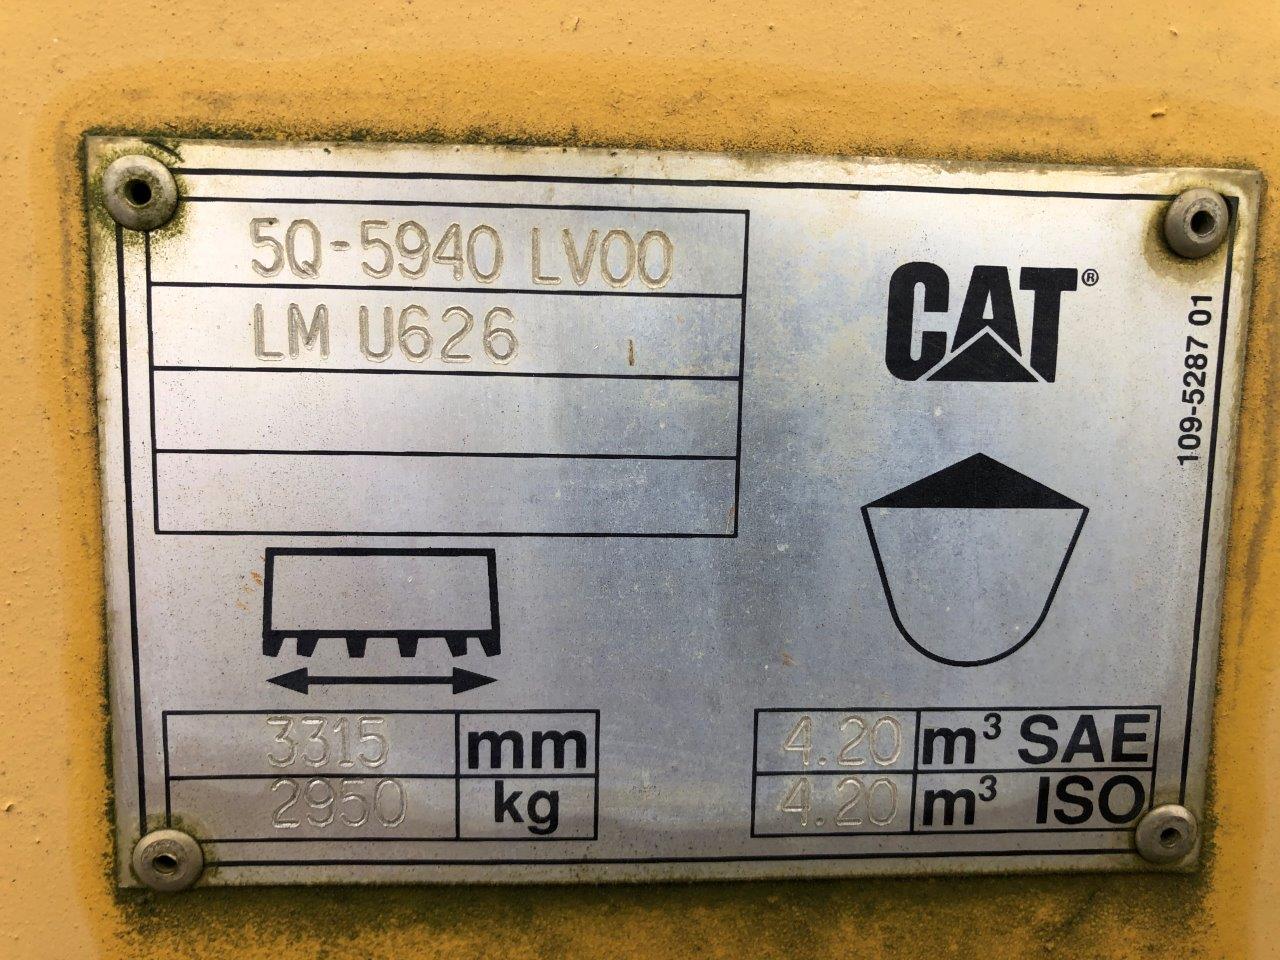 5Q-5940 LV00
LM U626
CAT®
109-5287 01
3315 mm
2950 kg
4.20 m³ SAE
4.20 m³ ISO